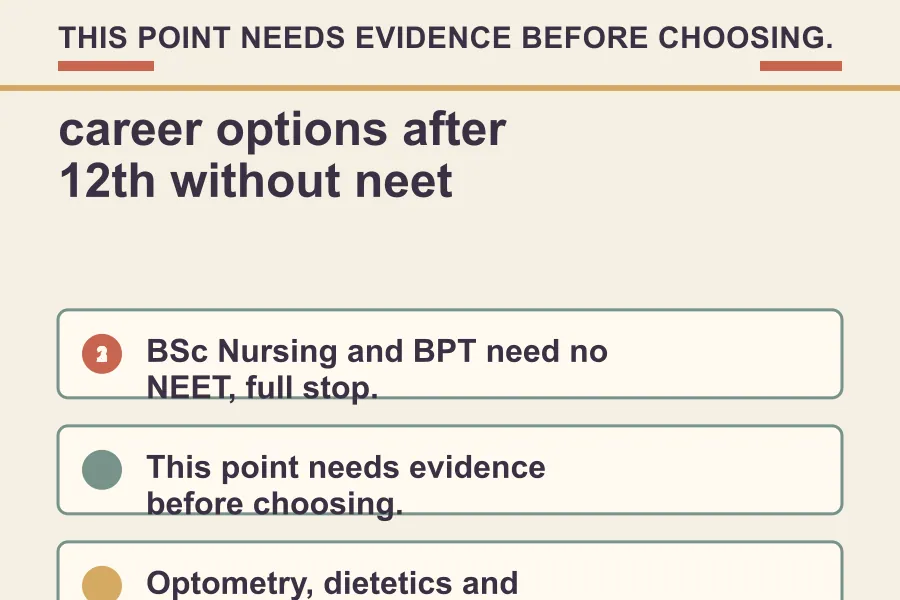 THIS POINT NEEDS EVIDENCE BEFORE CHOOSING.
career options after
12th without neet
BSc Nursing and BPT need no
NEET, full stop.
This point needs evidence
before choosing.
Optometry, dietetics and